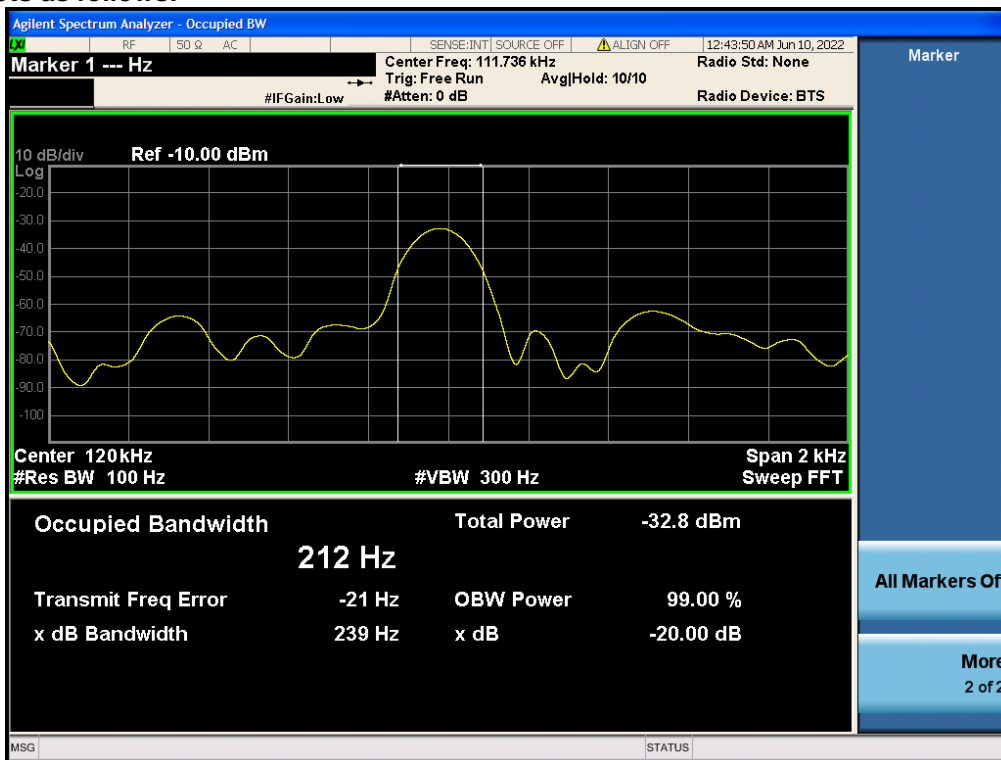 Agilent Spectrum Analyzer - Occupied BW
LXI RF 50 Ω AC SENSE:INT SOURCE OFF ALIGN OFF 12:43:50 AM Jun 10, 2022
Marker 1 --- Hz
Center Freq: 111.736 kHz
Radio Std: None
Trig: Free Run Avg|Hold: 10/10
#IFGain:Low
#Atten: 0 dB
Radio Device: BTS
10 dB/div Ref -10.00 dBm
Log
-20.0
-30.0
-40.0
-50.0
-60.0
-70.0
-80.0
-90.0
-100
Center 120kHz
Span 2 kHz
#Res BW 100 Hz
#VBW 300 Hz
Sweep FFT
Occupied Bandwidth
Total Power -32.8 dBm
212 Hz
Transmit Freq Error -21 Hz
OBW Power 99.00 %
x dB Bandwidth 239 Hz
x dB -20.00 dB
MSG
STATUS
Marker
All Markers Of
More
2 of 2